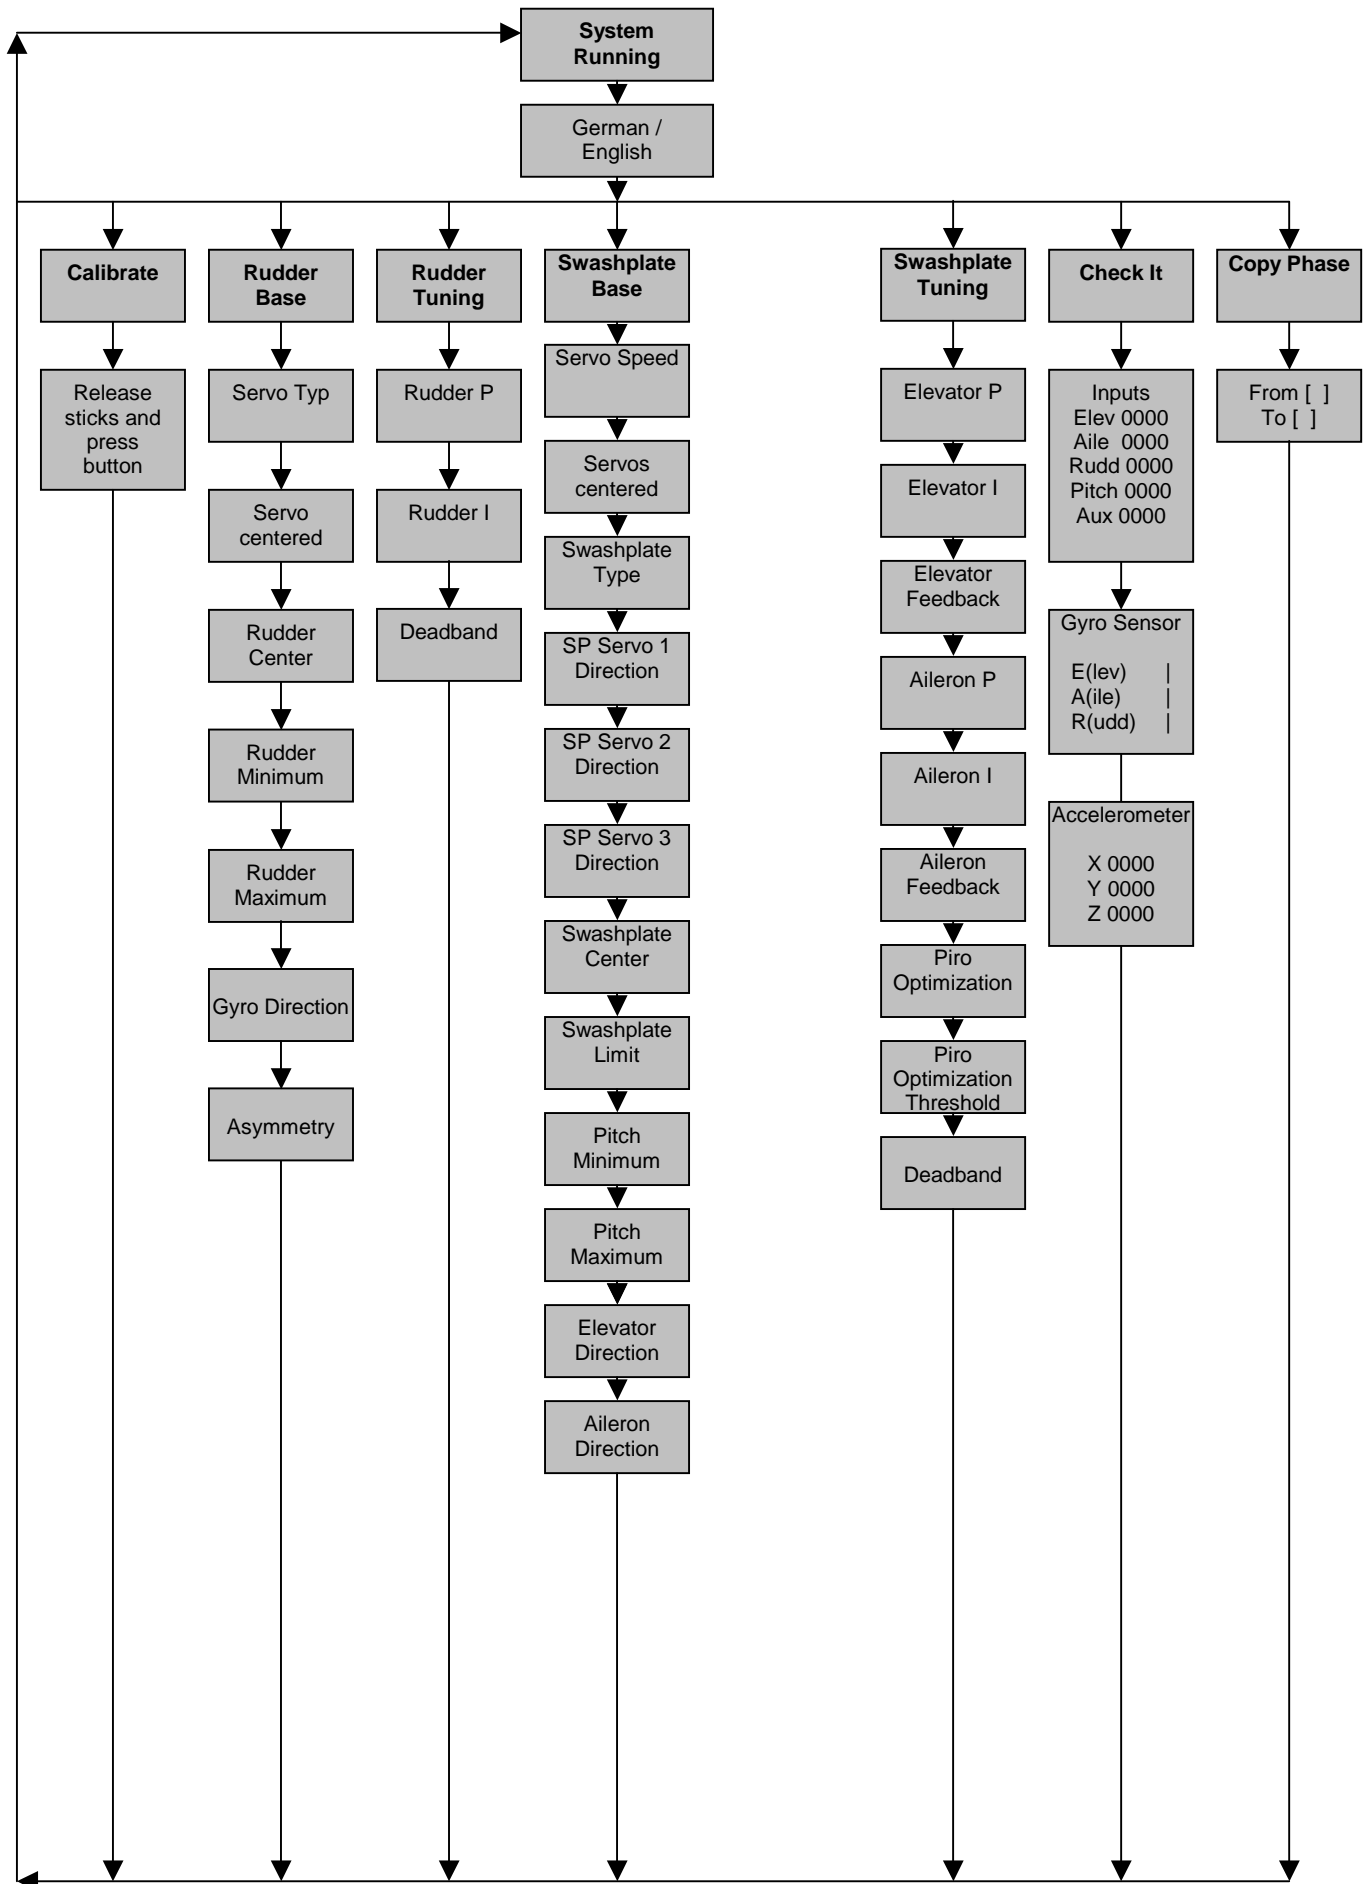 System
Running
German /
English
Calibrate
Release
sticks and
press
button
Rudder
Base
Servo Typ
Servo
centered
Rudder
Center
Rudder
Minimum
Rudder
Maximum
Gyro Direction
Asymmetry
Rudder
Tuning
Rudder P
Rudder I
Deadband
Swashplate
Base
Servo Speed
Servos
centered
Swashplate
Type
SP Servo 1
Direction
SP Servo 2
Direction
SP Servo 3
Direction
Swashplate
Center
Swashplate
Limit
Pitch
Minimum
Pitch
Maximum
Elevator
Direction
Aileron
Direction
Swashplate
Tuning
Elevator P
Elevator I
Elevator
Feedback
Aileron P
Aileron I
Aileron
Feedback
Piro
Optimization
Piro
Optimization
Threshold
Deadband
Check It
Inputs
Elev 0000
Aile 0000
Rudd 0000
Pitch 0000
Aux 0000
Gyro Sensor
E(lev) |
A(ile) |
R(udd) |
Accelerometer
X 0000
Y 0000
Z 0000
Copy Phase
From [ ]
To [ ]